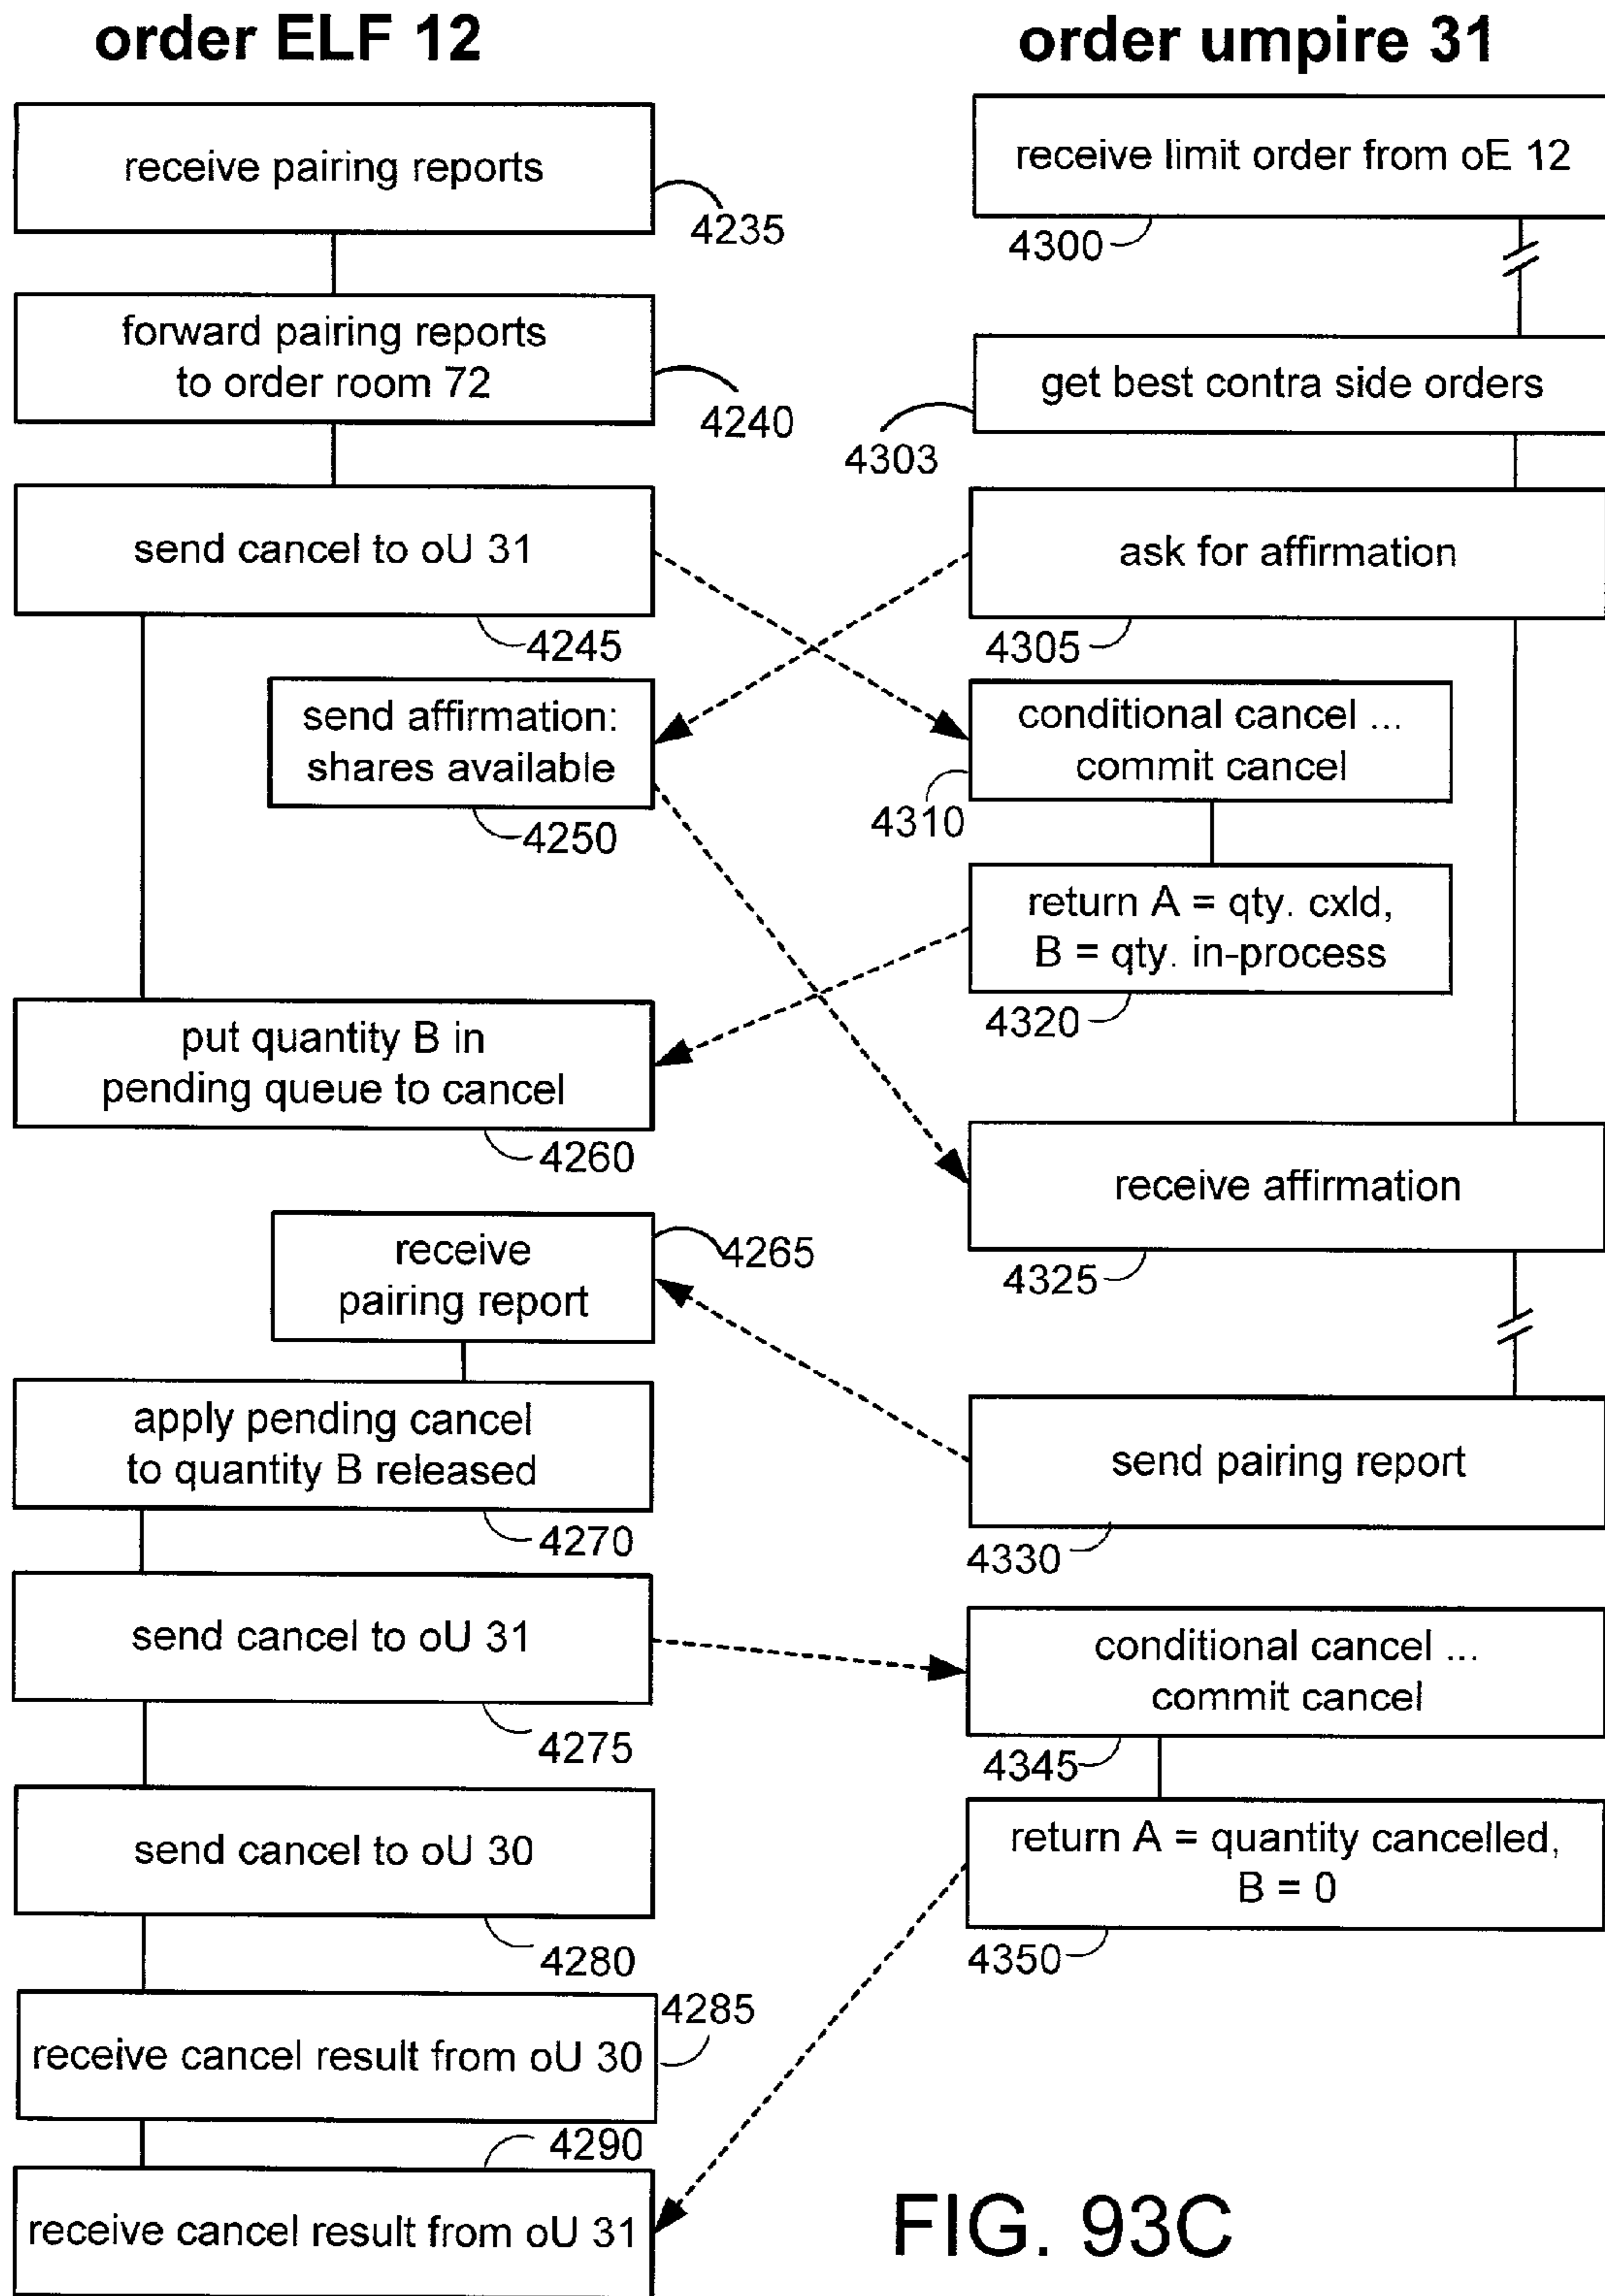 order ELF 12
order umpire 31
receive pairing reports
4235
receive limit order from oE 12
4300
forward pairing reports
to order room 72
4240
get best contra side orders
4303
send cancel to oU 31
4245
ask for affirmation
4305
send affirmation:
shares available
4250
conditional cancel ...
commit cancel
4310
return A = qty. cxld,
B = qty. in-process
4320
put quantity B in
pending queue to cancel
4260
receive affirmation
4325
receive
pairing report
4265
apply pending cancel
to quantity B released
4270
send pairing report
4330
send cancel to oU 31
4275
conditional cancel ...
commit cancel
4345
send cancel to oU 30
4280
return A = quantity cancelled,
B = 0
4350
receive cancel result from oU 30
4285
receive cancel result from oU 31
4290
FIG. 93C